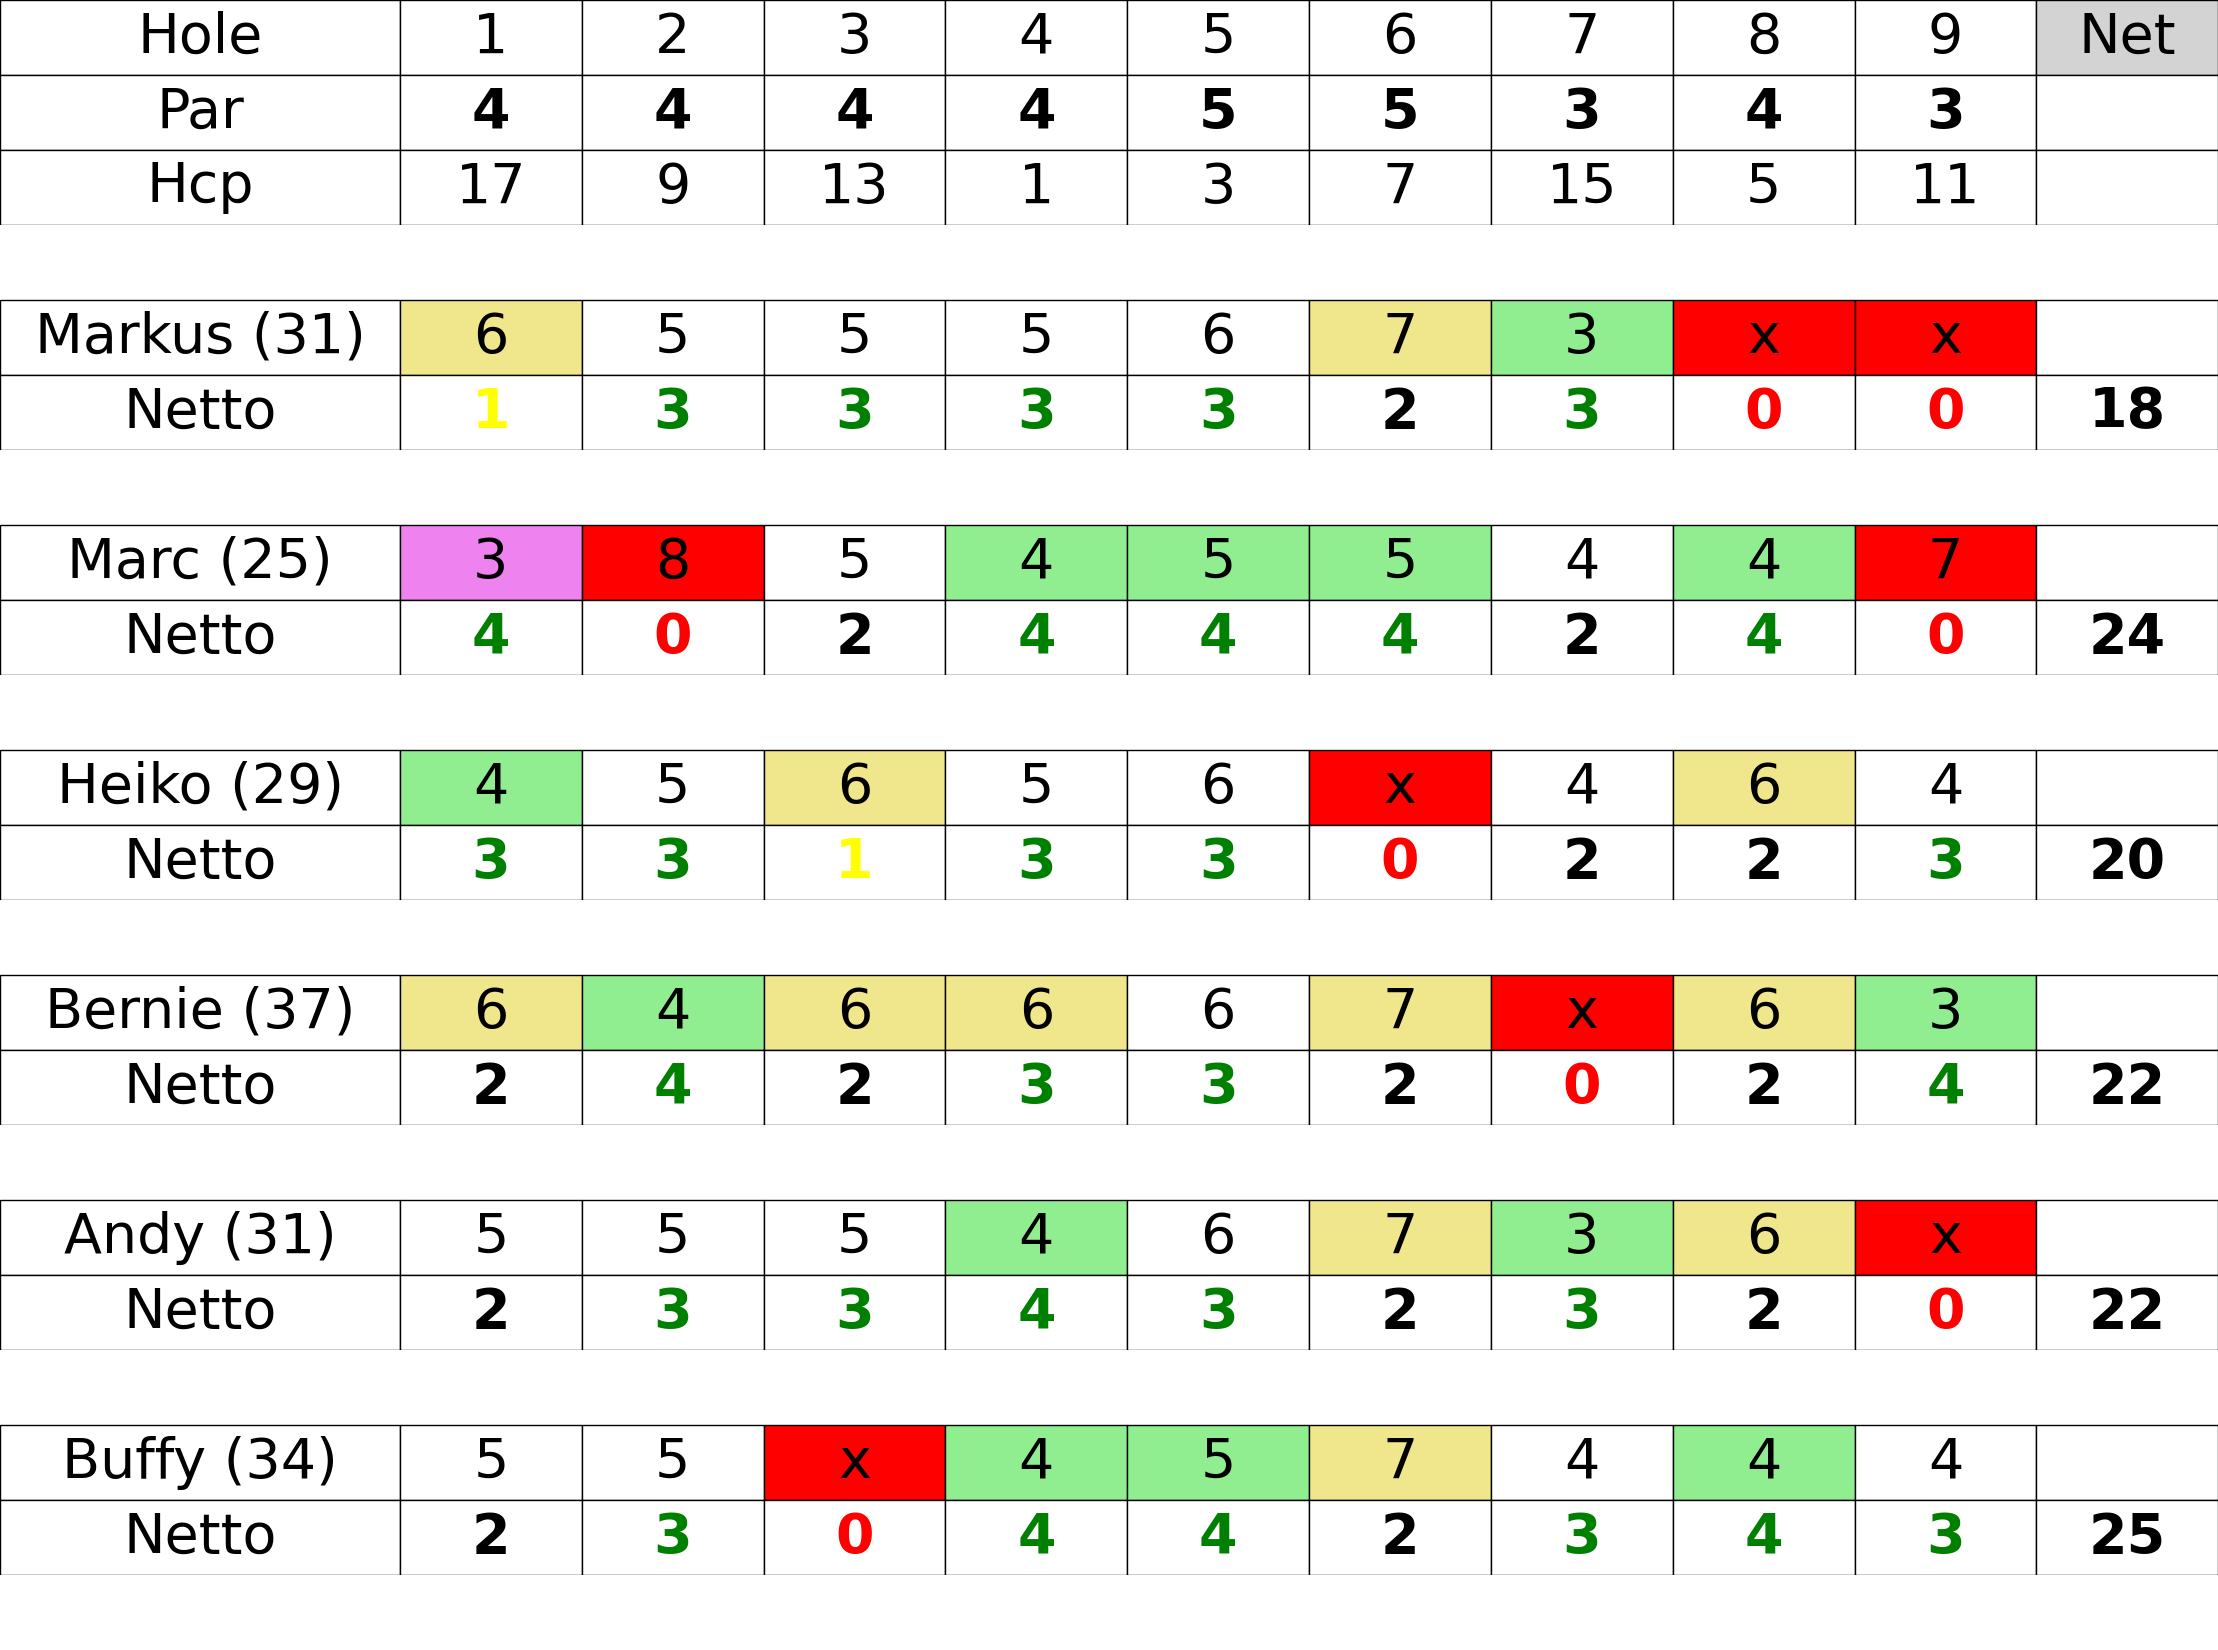 Hole 1 2 3 4 5 6 7 8 9 Net
Par 4 4 4 4 5 5 3 4 3
Hcp 17 9 13 1 3 7 15 5 11
Markus (31) 6 5 5 5 6 7 3 x x
Netto 1 3 3 3 3 2 3 0 0 18
Marc (25) 3 8 5 4 5 5 4 4 7
Netto 4 0 2 4 4 4 2 4 0 24
Heiko (29) 4 5 6 5 6 x 4 6 4
Netto 3 3 1 3 3 0 2 2 3 20
Bernie (37) 6 4 6 6 6 7 x 6 3
Netto 2 4 2 3 3 2 0 2 4 22
Andy (31) 5 5 5 4 6 7 3 6 x
Netto 2 3 3 4 3 2 3 2 0 22
Buffy (34) 5 5 x 4 5 7 4 4 4
Netto 2 3 0 4 4 2 3 4 3 25